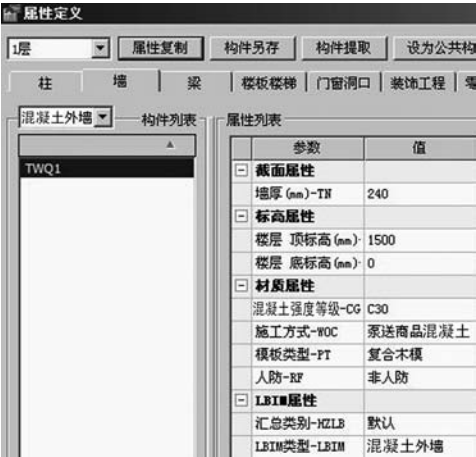 属性定义
1层 属性复制 构件另存 构件提取 设为公共构
柱 墙 梁 楼板楼梯 门窗洞口 装饰工程
混凝土外墙 构件列表 属性列表
参数 值
TWQ1
截面属性
墙厚(mm)-TN 240
标高属性
楼层 顶标高(mm)- 1500
楼层 底标高(mm)- 0
材质属性
混凝土强度等级-CG C30
施工方式-WOC 泵送商品混凝土
模板类型-PT 复合木模
人防-RF 非人防
LBIM属性
汇总类别-HZLB 默认
LBIM类型-LBIM 混凝土外墙